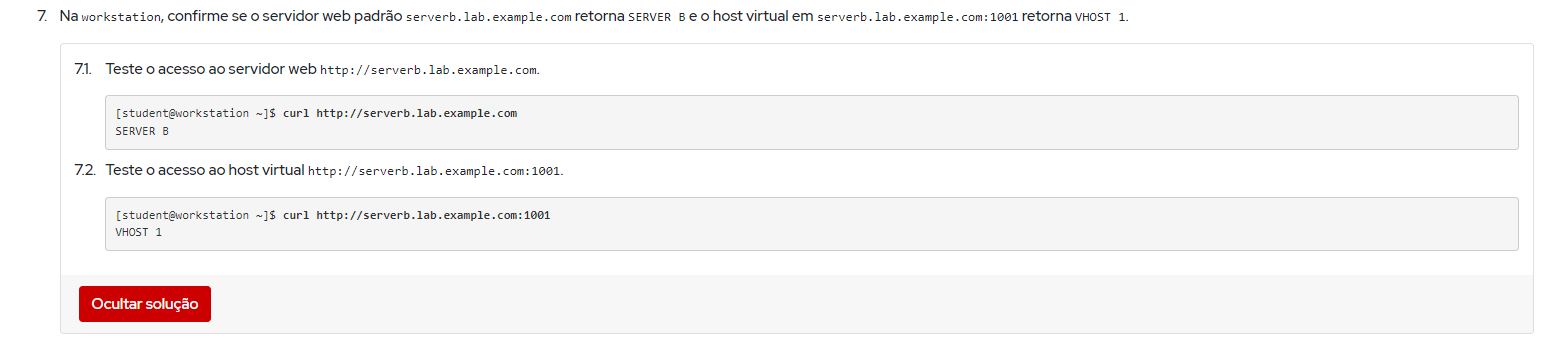 7. Na workstation, confirme se o servidor web padrão serverb.lab.example.com retorna SERVER B e o host virtual em serverb.lab.example.com:1001 retorna VHOST 1.
7.1. Teste o acesso ao servidor web http://serverb.lab.example.com.
[student@workstation ~]$ curl http://serverb.lab.example.com
SERVER B
7.2. Teste o acesso ao host virtual http://serverb.lab.example.com:1001.
[student@workstation ~]$ curl http://serverb.lab.example.com:1001
VHOST 1
Ocultar solução